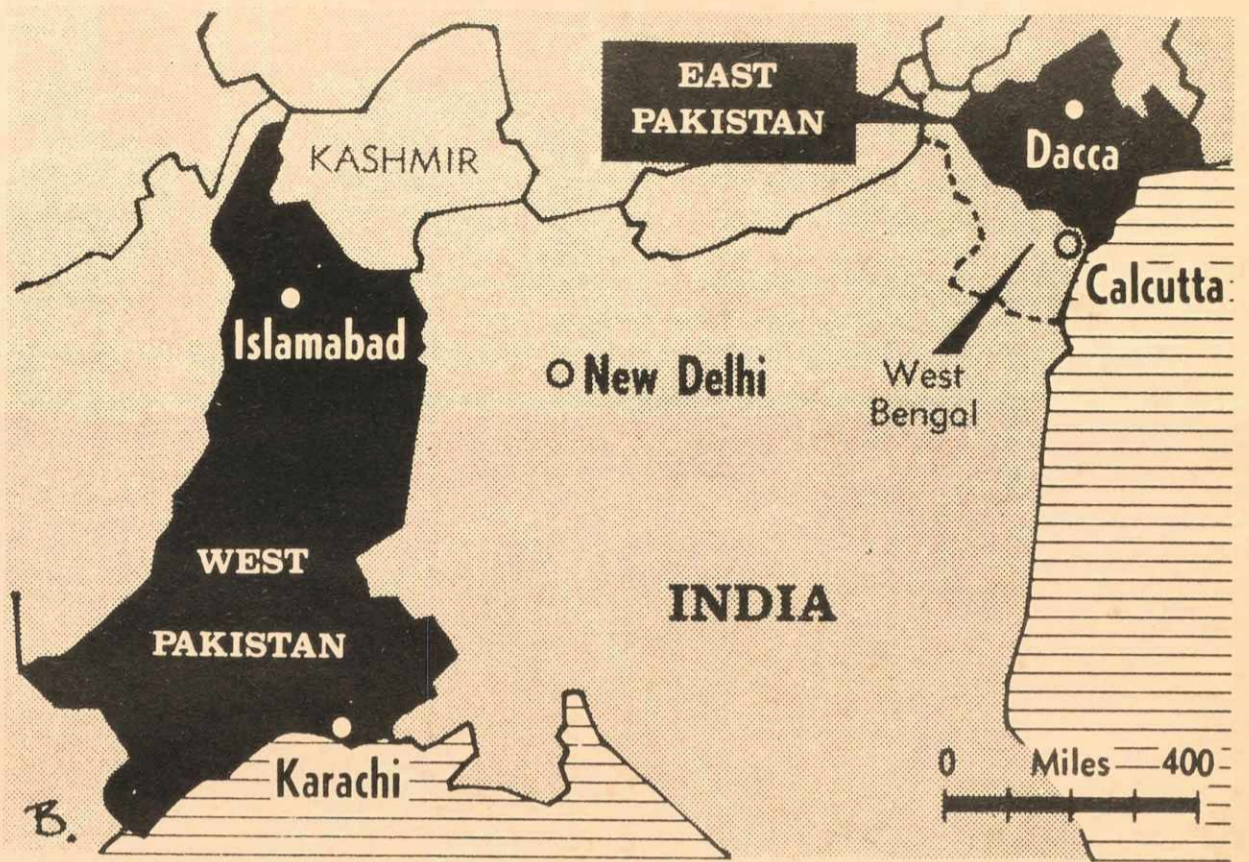 EAST
PAKISTAN
KASHMIR
Dacca
Calcutta
Islamabad
New Delhi
West
Bengal
WEST
PAKISTAN
INDIA
0 Miles 400
Karachi
B.